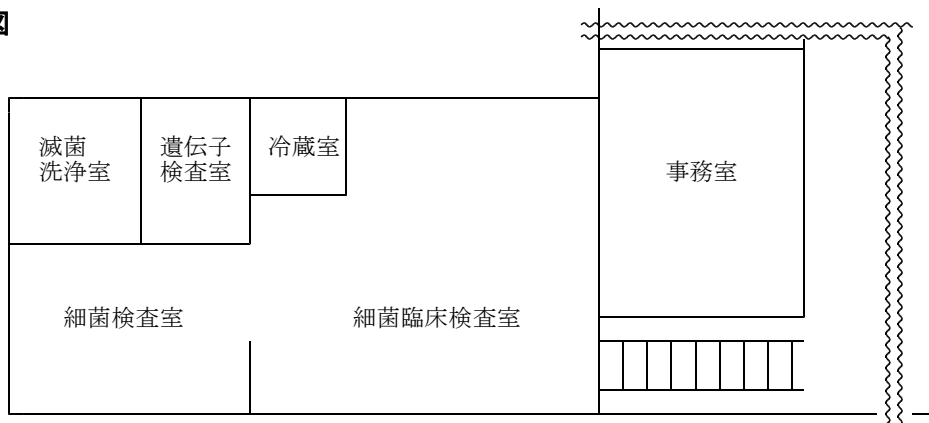 図
滅菌
洗浄室
遺伝子
検査室
冷蔵室
事務室
細菌検査室
細菌臨床検査室